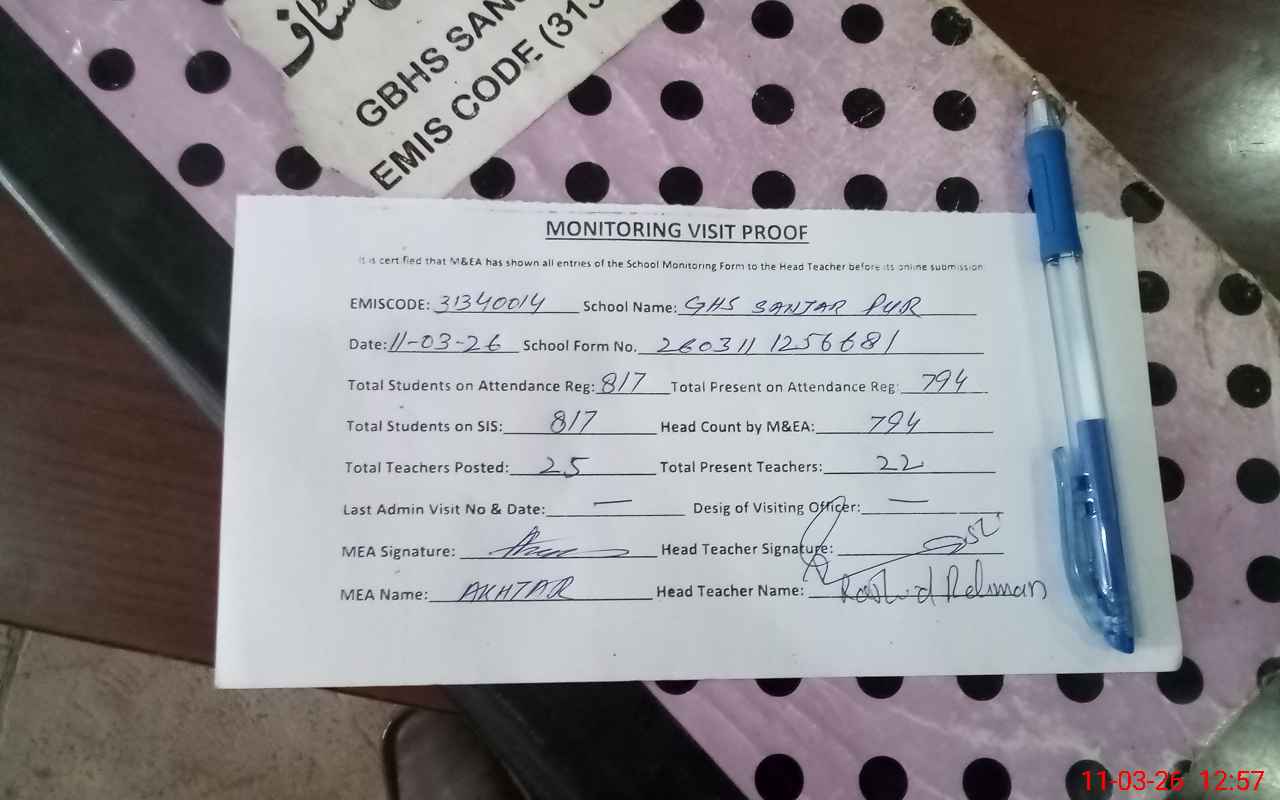 ٹاف
GBHS SANJ
EMIS CODE (313
MONITORING VISIT PROOF
It is certified that M&EA has shown all entries of the School Monitoring Form to the Head Teacher before its online submission
EMISCODE: 31340014 School Name: GHS SANJAR PUR
Date: 11-03-26 School Form No. 260311 1256681
Total Students on Attendance Reg: 817 Total Present on Attendance Reg: 794
Total Students on SIS: 817 Head Count by M&EA: 794
Total Teachers Posted: 25 Total Present Teachers: 22
Last Admin Visit No & Date: — Desig of Visiting Officer: —
MEA Signature: Head Teacher Signature:
MEA Name: AKHTAR Head Teacher Name: Rashid Rehman
11-03-26 12:57